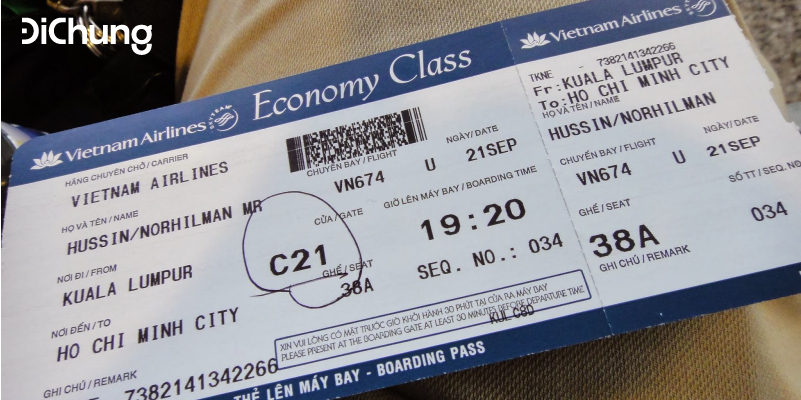 DiChung
Vietnam Airlines
SKYTEAM
Economy Class
HÃNG CHUYÊN CHỞ / CARRIER
VIETNAM AIRLINES
HỌ VÀ TÊN / NAME
HUSSIN/NORHILMAN MR
NƠI ĐI / FROM
KUALA LUMPUR
NƠI ĐẾN / TO
HO CHI MINH CITY
GHI CHÚ / REMARK
7382141342266
CHUYẾN BAY / FLIGHT
VN674 U
NGÀY/ DATE
21SEP
CỬA / GATE
C21
GIỜ LÊN MÁY BAY / BOARDING TIME
19:20
GHẾ / SEAT
38A
SEQ. NO.: 034
XIN VUI LÒNG CÓ MẶT TRƯỚC GIỜ KHỞI HÀNH 30 PHÚT TẠI CỬA RA MÁY BAY
PLEASE PRESENT AT THE BOARDING GATE AT LEAST 30 MINUTES BEFORE DEPARTURE TIME
KUL C8D
THẺ LÊN MÁY BAY - BOARDING PASS
Vietnam Airlines
TKNE - 7382141342266
Fr:KUALA LUMPUR
To:HO CHI MINH CITY
HỌ VÀ TÊN / NAME
HUSSIN/NORHILMAN
CHUYẾN BAY / FLIGHT
VN674 U
NGÀY/ DATE
21SEP
GHẾ / SEAT
38A
SỐ TT / SEQ. NO
034
GHI CHÚ / REMARK